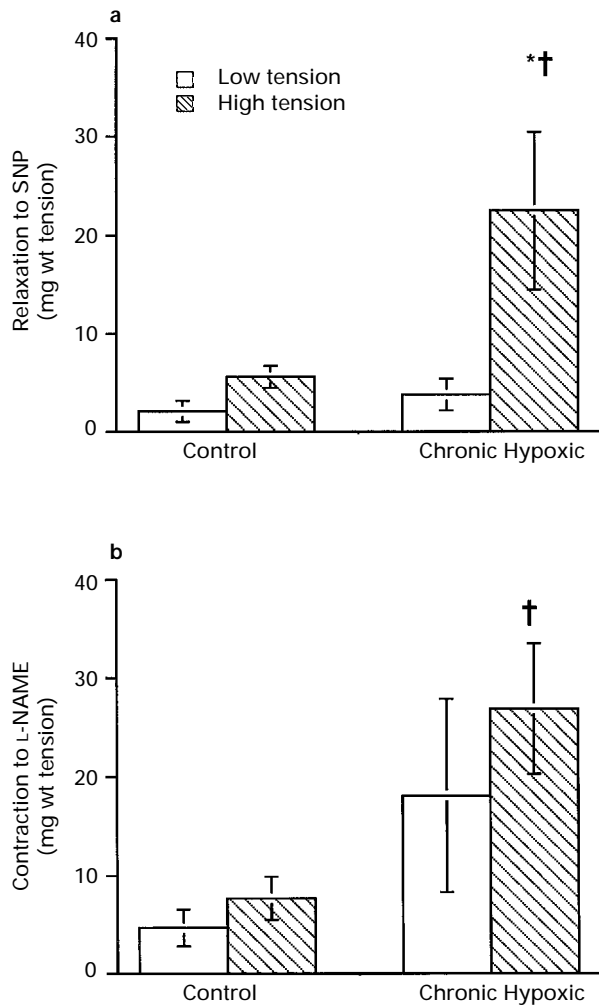 a
Relaxation to SNP
(mg wt tension)
40
30
20
10
0
Low tension
High tension
*†
Control
Chronic Hypoxic
b
Contraction to L-NAME
(mg wt tension)
40
30
20
10
0
†
Control
Chronic Hypoxic